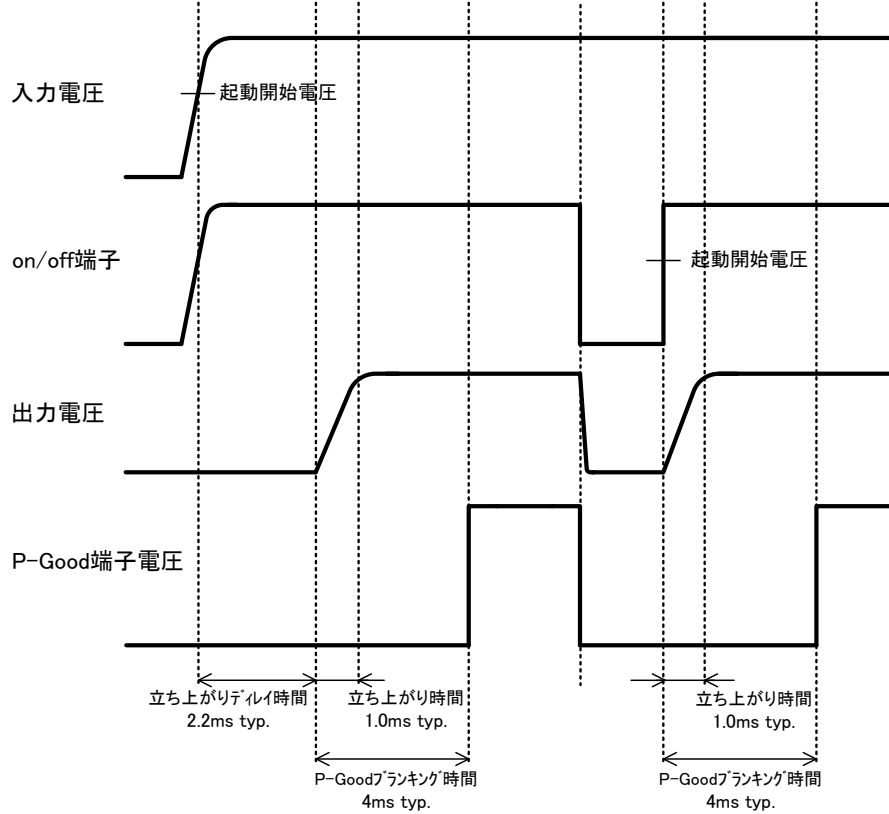 入力電圧
起動開始電圧
on/off端子
起動開始電圧
出力電圧
P-Good端子電圧
立ち上がりﾃﾞｨﾚｲ時間
2.2ms typ.
立ち上がり時間
1.0ms typ.
立ち上がり時間
1.0ms typ.
P-Goodﾌﾞﾗﾝｷﾝｸﾞ時間
4ms typ.
P-Goodﾌﾞﾗﾝｷﾝｸﾞ時間
4ms typ.